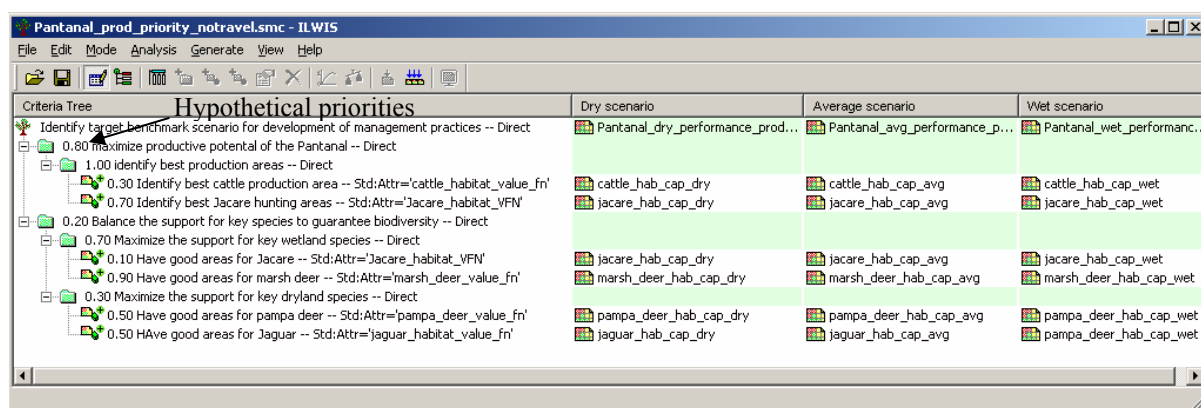 Pantanal_prod_priority_notravel.smc - ILWIS
File Edit Mode Analysis Generate View Help
Criteria Tree Hypothetical priorities Dry scenario Average scenario Wet scenario
Identify target benchmark scenario for development of management practices -- Direct Pantanal_dry_performance_prod... Pantanal_avg_performance_p... Pantanal_wet_performanc...
0.80 maximize productive potental of the Pantanal -- Direct
1.00 identify best production areas -- Direct
0.30 Identify best cattle production area -- Std:Attr='cattle_habitat_value_fn' cattle_hab_cap_dry cattle_hab_cap_avg cattle_hab_cap_wet
0.70 Identify best Jacare hunting areas -- Std:Attr='Jacare_habitat_VFN' jacare_hab_cap_dry jacare_hab_cap_avg jacare_hab_cap_wet
0.20 Balance the support for key species to guarantee biodiversity -- Direct
0.70 Maximize the support for key wetland species -- Direct
0.10 Have good areas for Jacare -- Std:Attr='Jacare_habitat_VFN' jacare_hab_cap_dry jacare_hab_cap_avg jacare_hab_cap_wet
0.90 Have good areas for marsh deer -- Std:Attr='marsh_deer_value_fn' marsh_deer_hab_cap_dry marsh_deer_hab_cap_avg marsh_deer_hab_cap_wet
0.30 Maximize the support for key dryland species -- Direct
0.50 Have good areas for pampa deer -- Std:Attr='pampa_deer_value_fn' pampa_deer_hab_cap_dry pampa_deer_hab_cap_avg pampa_deer_hab_cap_wet
0.50 HAve good areas for Jaguar -- Std:Attr='jaguar_habitat_value_fn' jaguar_hab_cap_dry jaguar_hab_cap_avg pampa_deer_hab_cap_wet